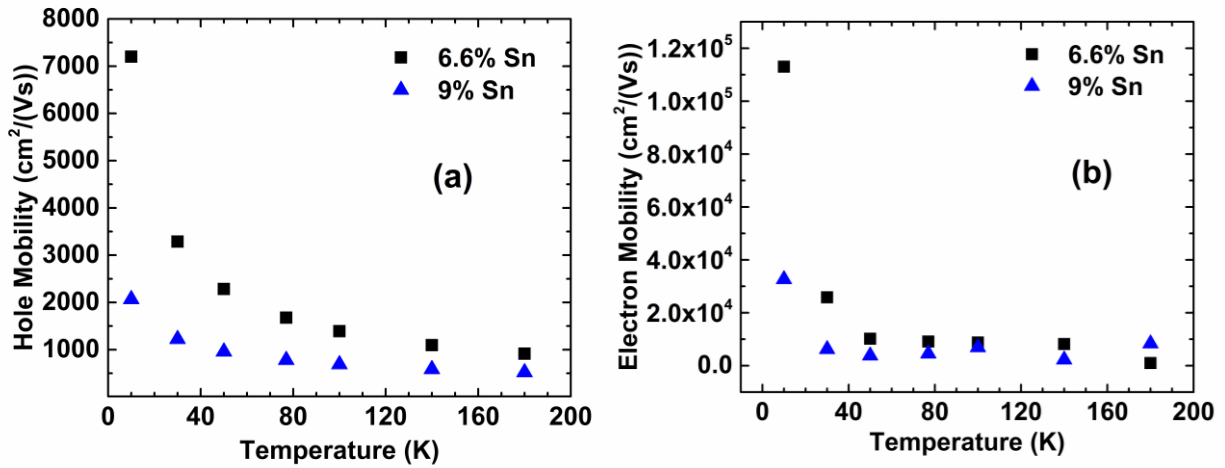 8000
7000
6000
5000
4000
3000
2000
1000
0
40
80
120
160
200
Hole Mobility (cm²/(Vs))
Temperature (K)
6.6% Sn
9% Sn
(a)
1.2x10⁵
1.0x10⁵
8.0x10⁴
6.0x10⁴
4.0x10⁴
2.0x10⁴
0.0
0
40
80
120
160
200
Electron Mobility (cm²/(Vs))
Temperature (K)
6.6% Sn
9% Sn
(b)